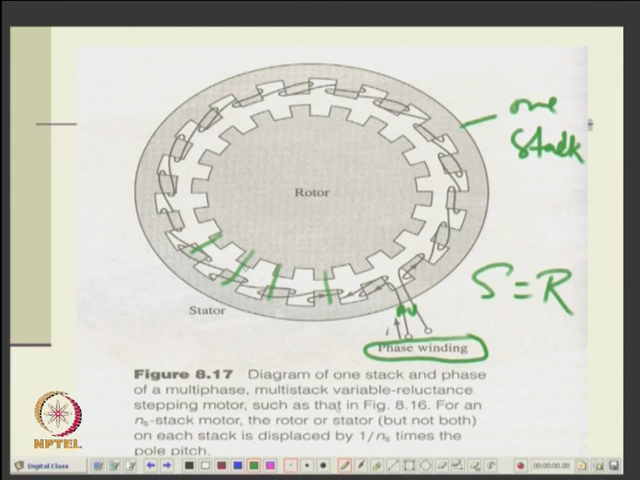 one
stack
Rotor
S = R
Stator
Phase winding
Figure 8.17 Diagram of one stack and phase
of a multiphase, multistack variable-reluctance
stepping motor, such as that in Fig. 8.16. For an
ns-stack motor, the rotor or stator (but not both)
on each stack is displaced by 1/ns times the
pole pitch.
NPTEL
Digital Class
00:00:00.00